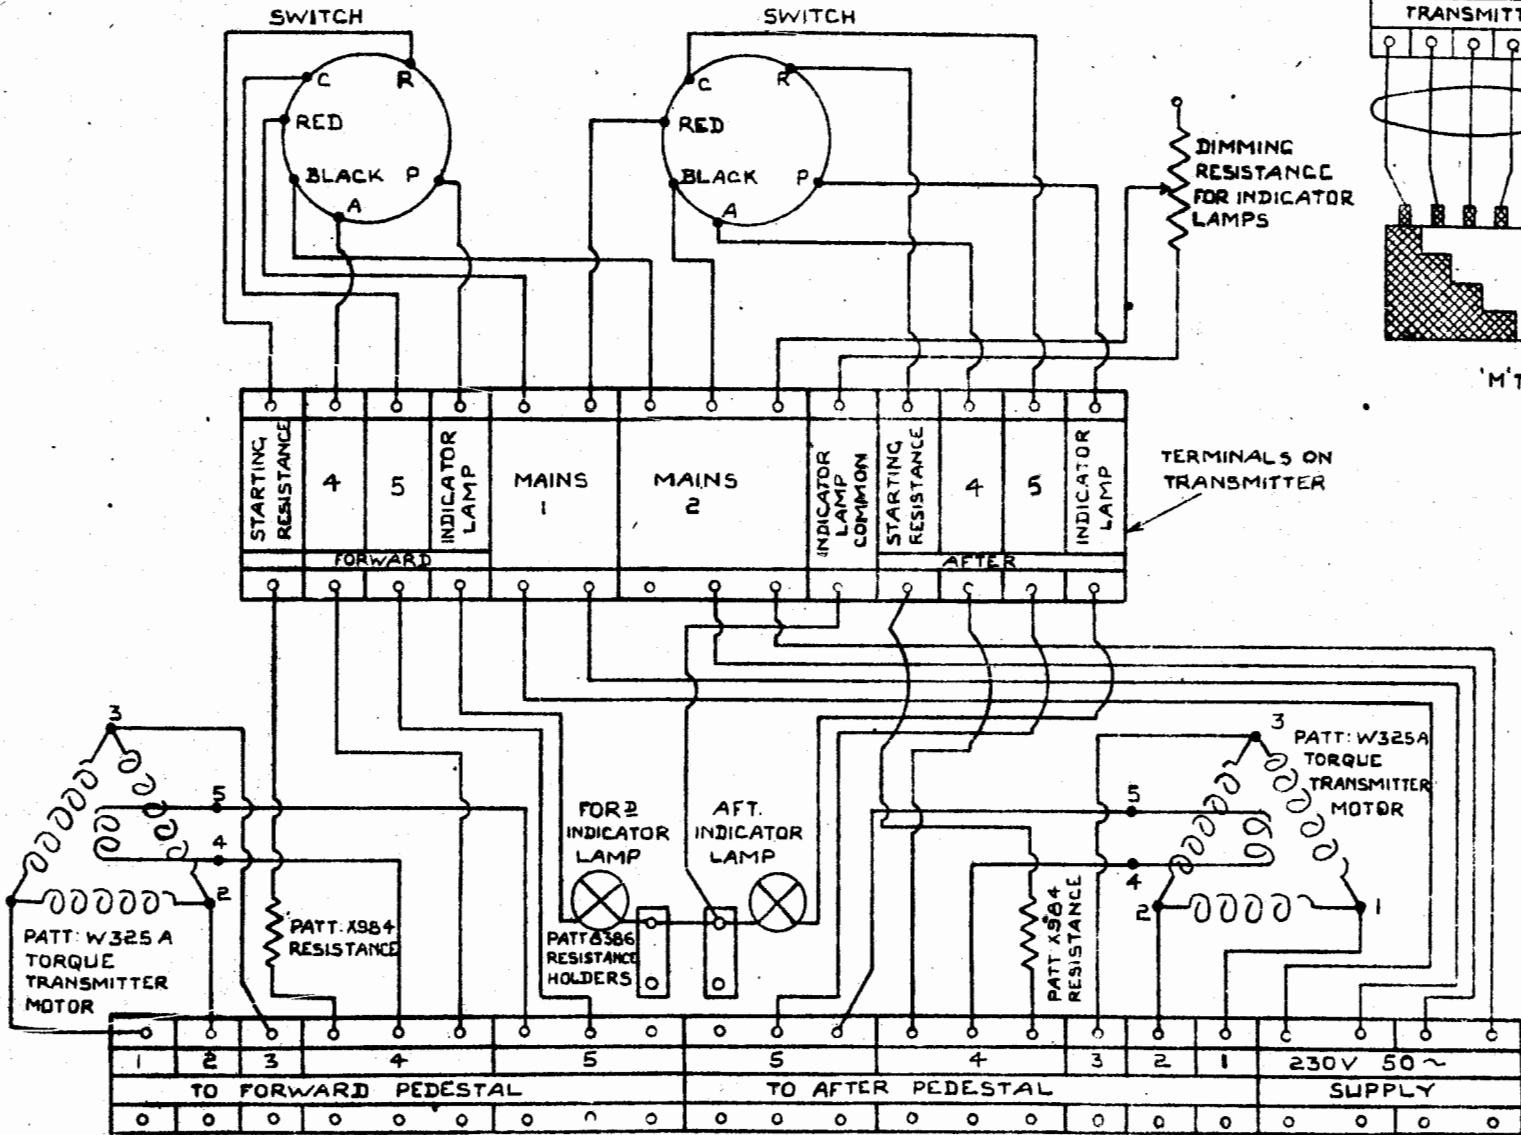 SWITCH
SWITCH
TRANSMITT
C
R
RED
BLACK
P
A
C
R
RED
BLACK
P
A
DIMMING
RESISTANCE
FOR INDICATOR
LAMPS
'M'T
STARTING
RESISTANCE
4
5
INDICATOR
LAMP
FORWARD
MAINS
1
MAINS
2
INDICATOR
LAMP
COMMON
STARTING
RESISTANCE
4
5
INDICATOR
LAMP
AFTER
TERMINALS ON
TRANSMITTER
3
5
4
2
PATT: W325A
TORQUE
TRANSMITTER
MOTOR
PATT: X984
RESISTANCE
FORD
INDICATOR
LAMP
AFT.
INDICATOR
LAMP
PATT 8386
RESISTANCE
HOLDERS
PATT X984
RESISTANCE
3
5
4
2
1
PATT: W325A
TORQUE
TRANSMITTER
MOTOR
1 2 3 4 5 5 4 3 2 1 230V 50~
TO FORWARD PEDESTAL TO AFTER PEDESTAL SUPPLY